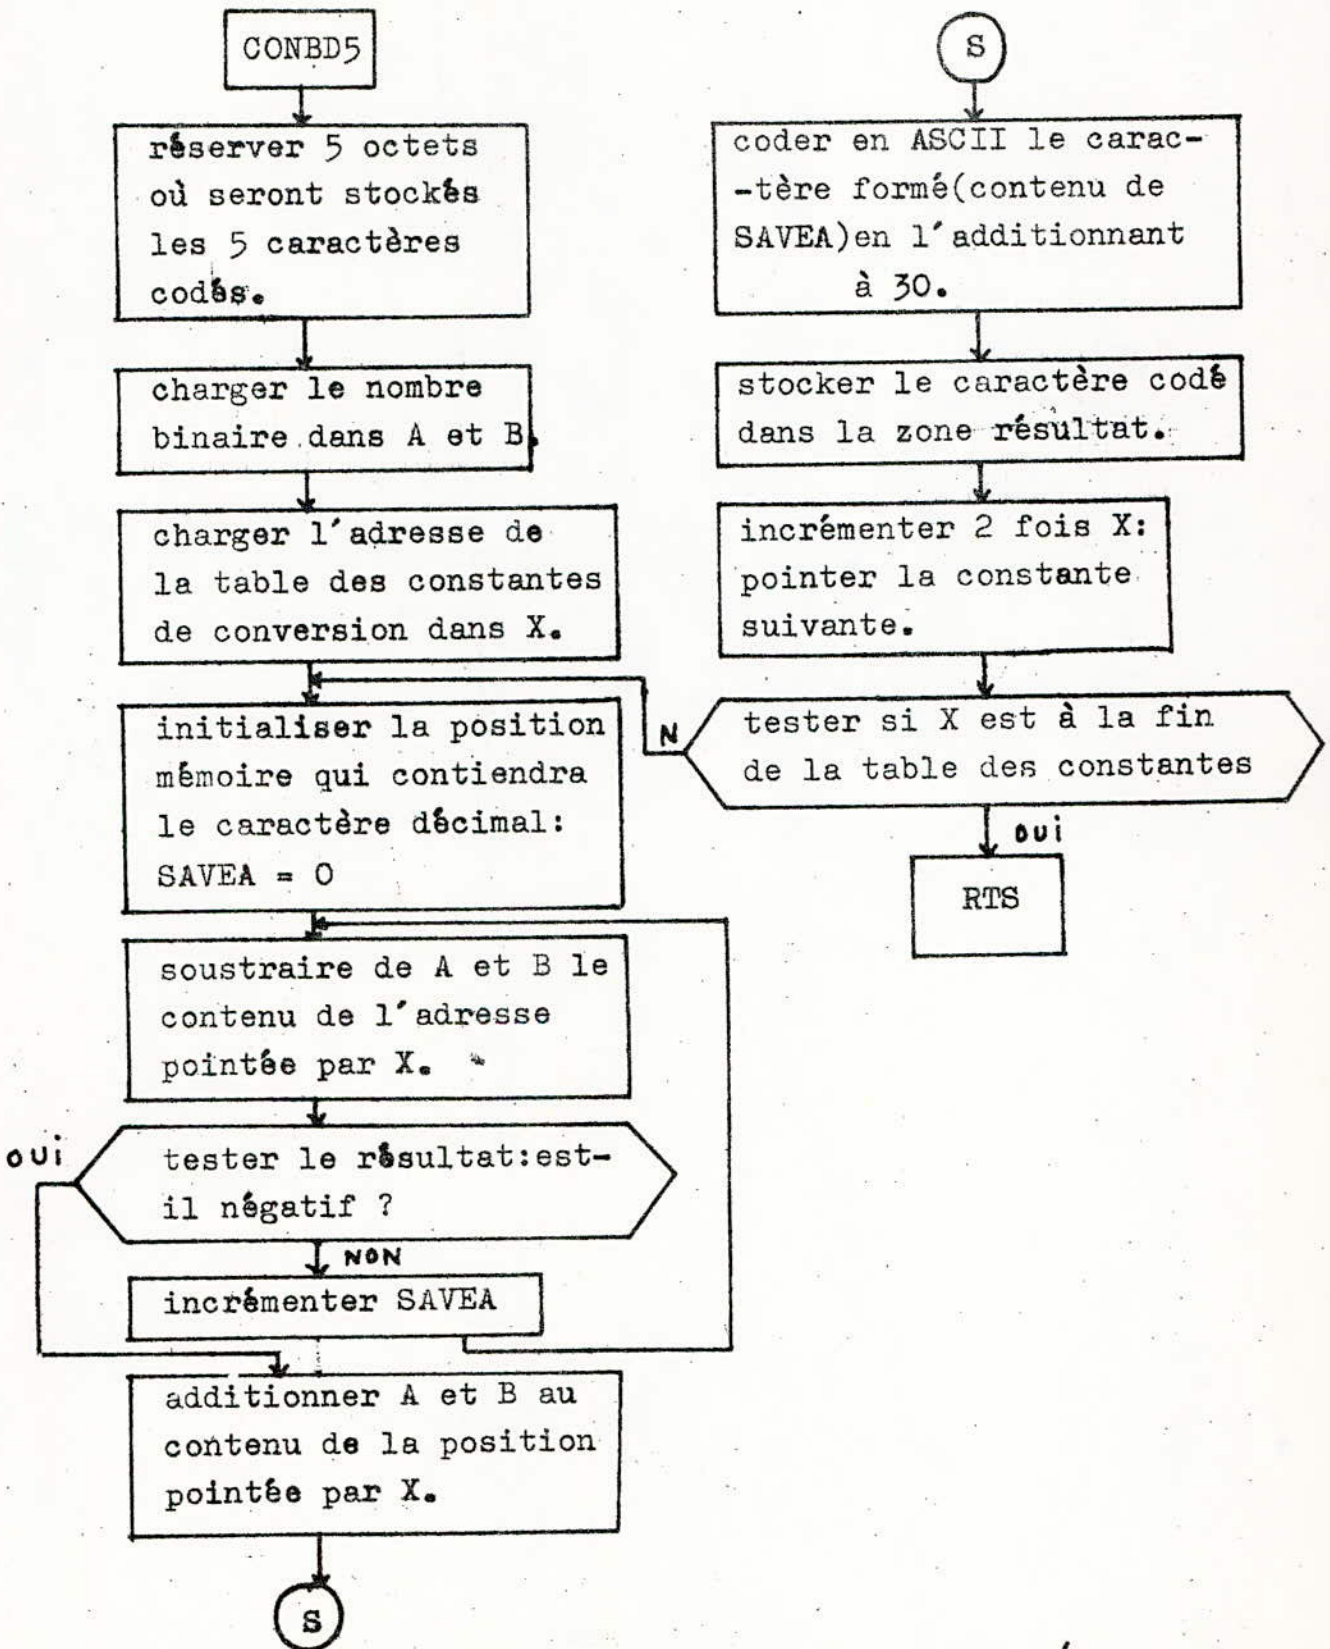 CONBD5
réserver 5 octets
où seront stockés
les 5 caractères
codés.
charger le nombre
binaire dans A et B.
charger l'adresse de
la table des constantes
de conversion dans X.
initialiser la position
mémoire qui contiendra
le caractère décimal:
SAVEA = 0
soustraire de A et B le
contenu de l'adresse
pointée par X.
oui
tester le résultat:est-
il négatif ?
NON
incrémenter SAVEA
additionner A et B au
contenu de la position
pointée par X.
S
S
coder en ASCII le carac-
-tère formé(contenu de
SAVEA)en l'additionnant
à 30.
stocker le caractère codé
dans la zone résultat.
incrémenter 2 fois X:
pointer la constante
suivante.
N
tester si X est à la fin
de la table des constantes
oui
RTS